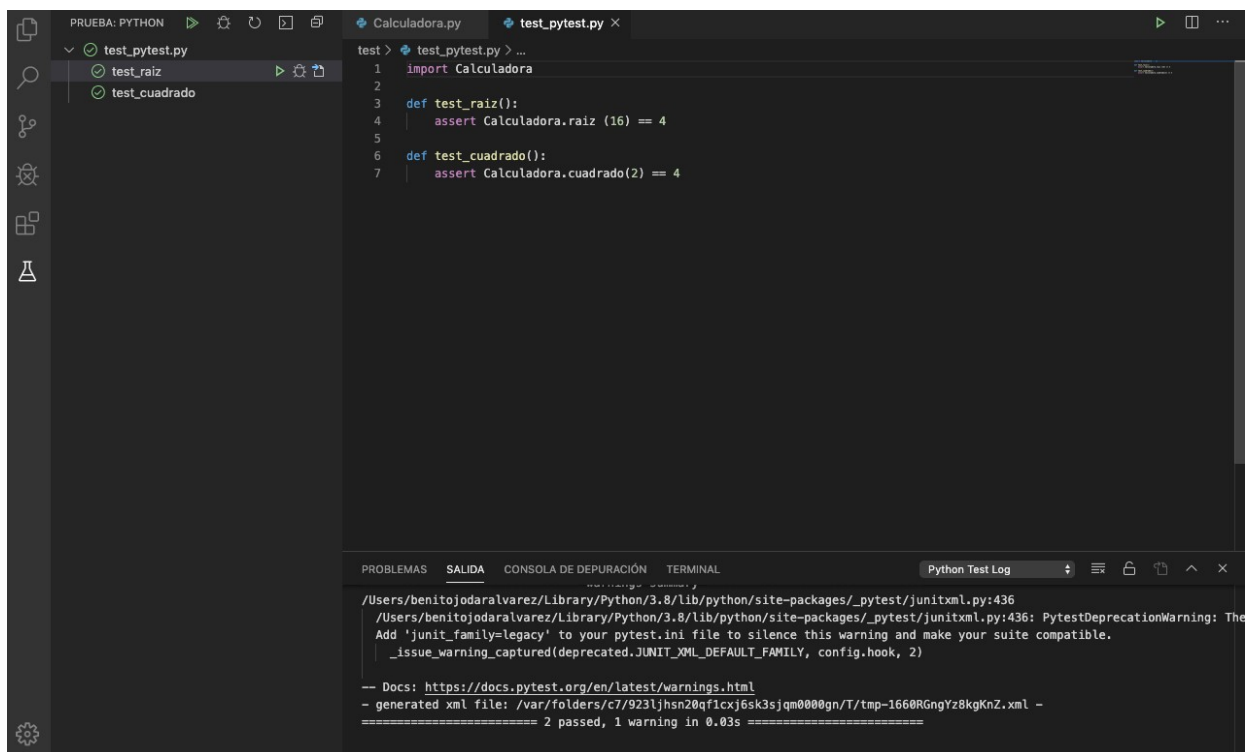 PRUEBA: PYTHON
test_pytest.py
test_raiz
test_cuadrado
Calculadora.py
test_pytest.py
test > test_pytest.py > ...
1 import Calculadora
2
3 def test_raiz():
4 assert Calculadora.raiz (16) == 4
5
6 def test_cuadrado():
7 assert Calculadora.cuadrado(2) == 4
PROBLEMAS SALIDA CONSOLA DE DEPURACIÓN TERMINAL Python Test Log
warnings summary
/Users/benitojodaralvarez/Library/Python/3.8/lib/python/site-packages/_pytest/junitxml.py:436
/Users/benitojodaralvarez/Library/Python/3.8/lib/python/site-packages/_pytest/junitxml.py:436: PytestDeprecationWarning: The
Add 'junit_family=legacy' to your pytest.ini file to silence this warning and make your suite compatible.
_issue_warning_captured(deprecated.JUNIT_XML_DEFAULT_FAMILY, config.hook, 2)
-- Docs: https://docs.pytest.org/en/latest/warnings.html
- generated xml file: /var/folders/c7/923ljhsn20qf1cxj6sk3sjqm0000gn/T/tmp-1660RGngYz8kgKnZ.xml -
========================= 2 passed, 1 warning in 0.03s =========================